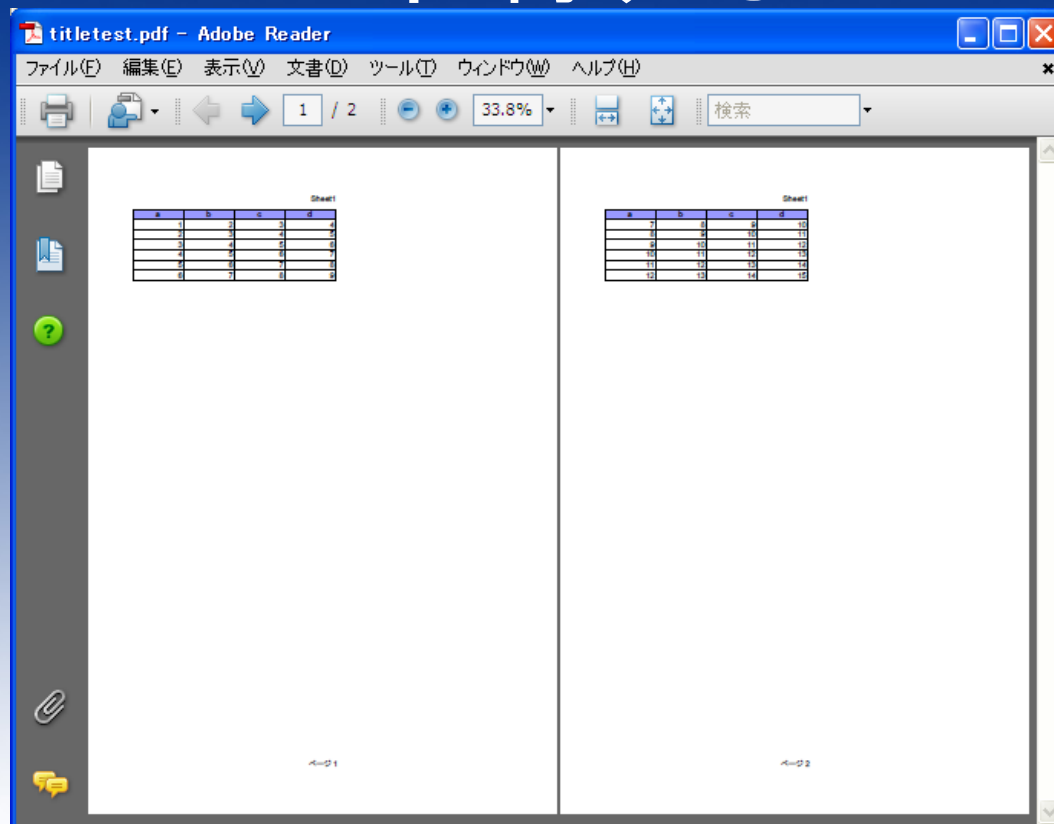 titletest.pdf - Adobe Reader
ファイル(F) 編集(E) 表示(V) 文書(D) ツール(T) ウィンドウ(W) ヘルプ(H)
1 / 2 33.8% 検索
Sheet1
a b c d
1 2 3 4
2 3 4 5
3 4 5 6
4 5 6 7
5 6 7 8
6 7 8 9
ページ 1
Sheet1
a b c d
7 8 9 10
8 9 10 11
9 10 11 12
10 11 12 13
11 12 13 14
12 13 14 15
ページ 2